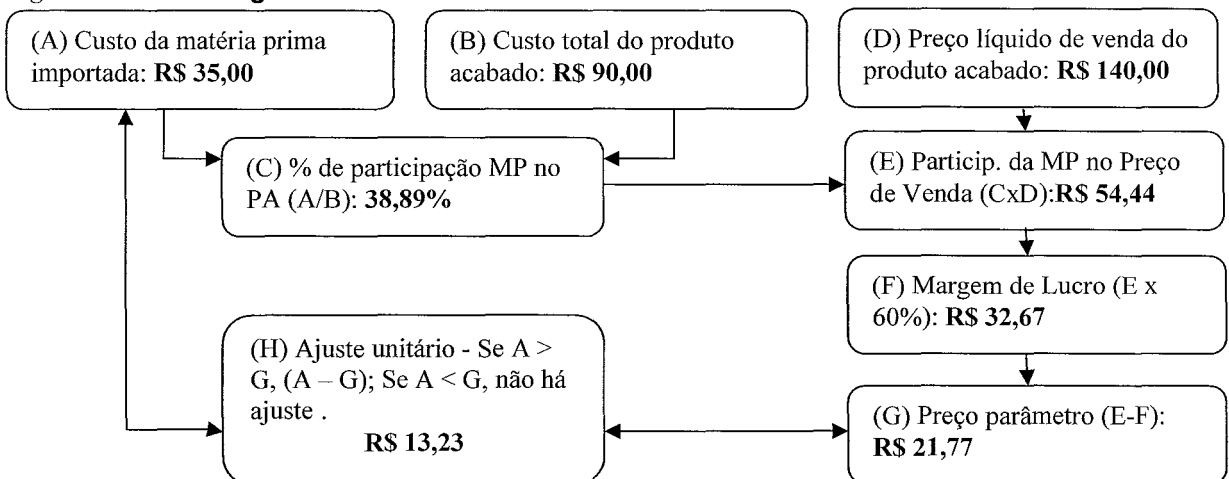 (A) Custo da matéria prima
importada: R$ 35,00
(B) Custo total do produto
acabado: R$ 90,00
(D) Preço líquido de venda do
produto acabado: R$ 140,00
(C) % de participação MP no
PA (A/B): 38,89%
(E) Particip. da MP no Preço
de Venda (CxD):R$ 54,44
(F) Margem de Lucro (E x
60%): R$ 32,67
(H) Ajuste unitário - Se A >
G, (A – G); Se A < G, não há
ajuste .
R$ 13,23
(G) Preço parâmetro (E-F):
R$ 21,77